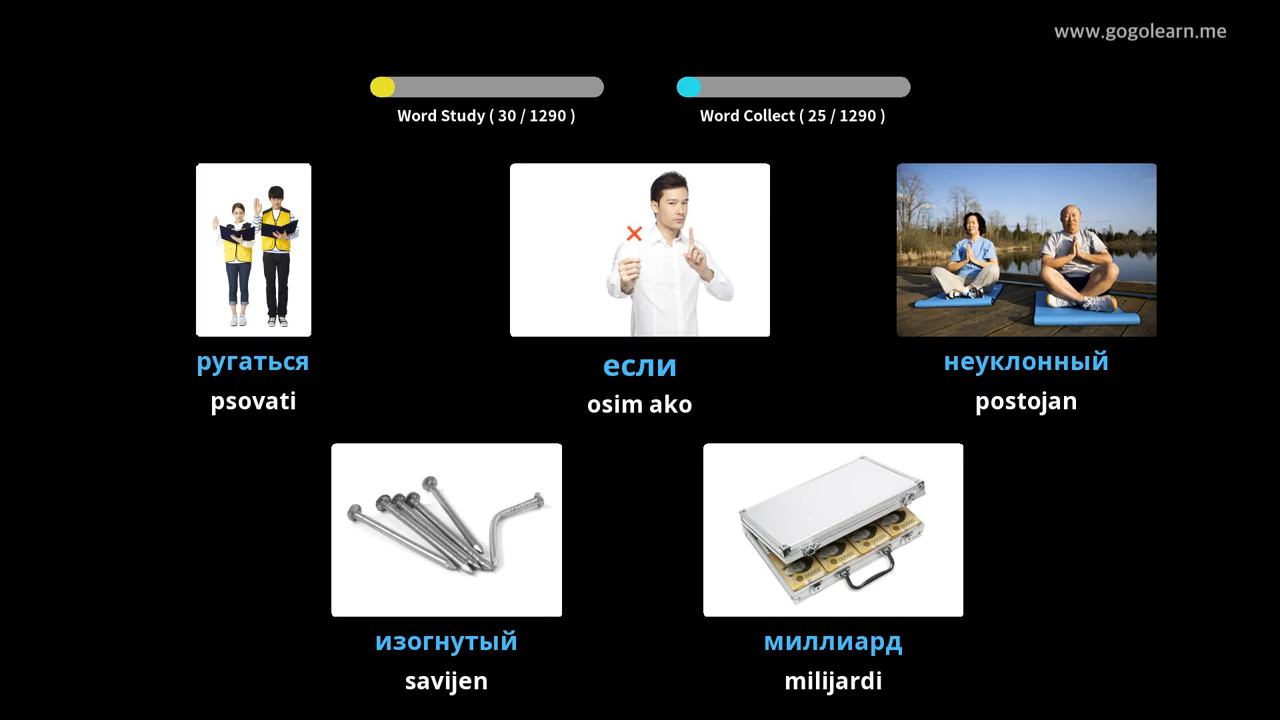 www.gogolearn.me
Word Study ( 30 / 1290 )
Word Collect ( 25 / 1290 )
ругаться
psovati
если
osim ako
неуклонный
postojan
изогнутый
savijen
миллиард
milijardi